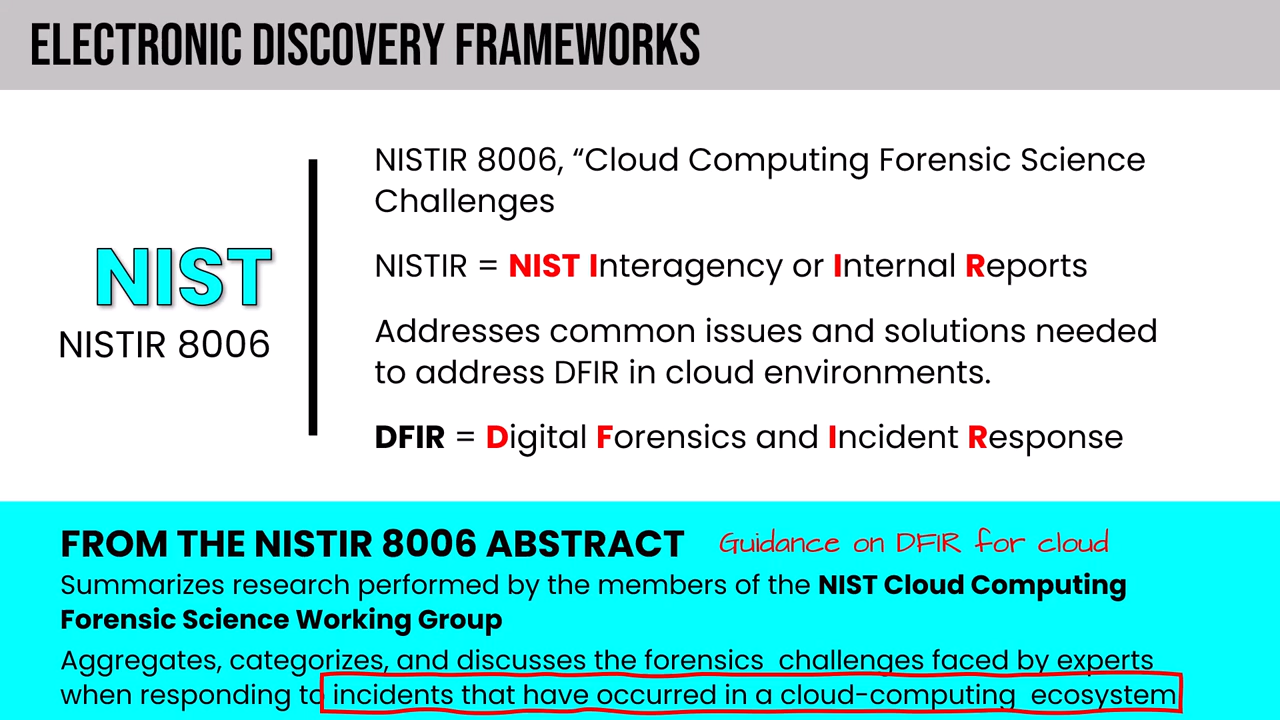 ELECTRONIC DISCOVERY FRAMEWORKS
NIST
NISTIR 8006
NISTIR 8006, “Cloud Computing Forensic Science
Challenges
NISTIR = NIST Interagency or Internal Reports
Addresses common issues and solutions needed
to address DFIR in cloud environments.
DFIR = Digital Forensics and Incident Response
FROM THE NISTIR 8006 ABSTRACT Guidance on DFIR for cloud
Summarizes research performed by the members of the NIST Cloud Computing
Forensic Science Working Group
Aggregates, categorizes, and discusses the forensics challenges faced by experts
when responding to incidents that have occurred in a cloud-computing ecosystem